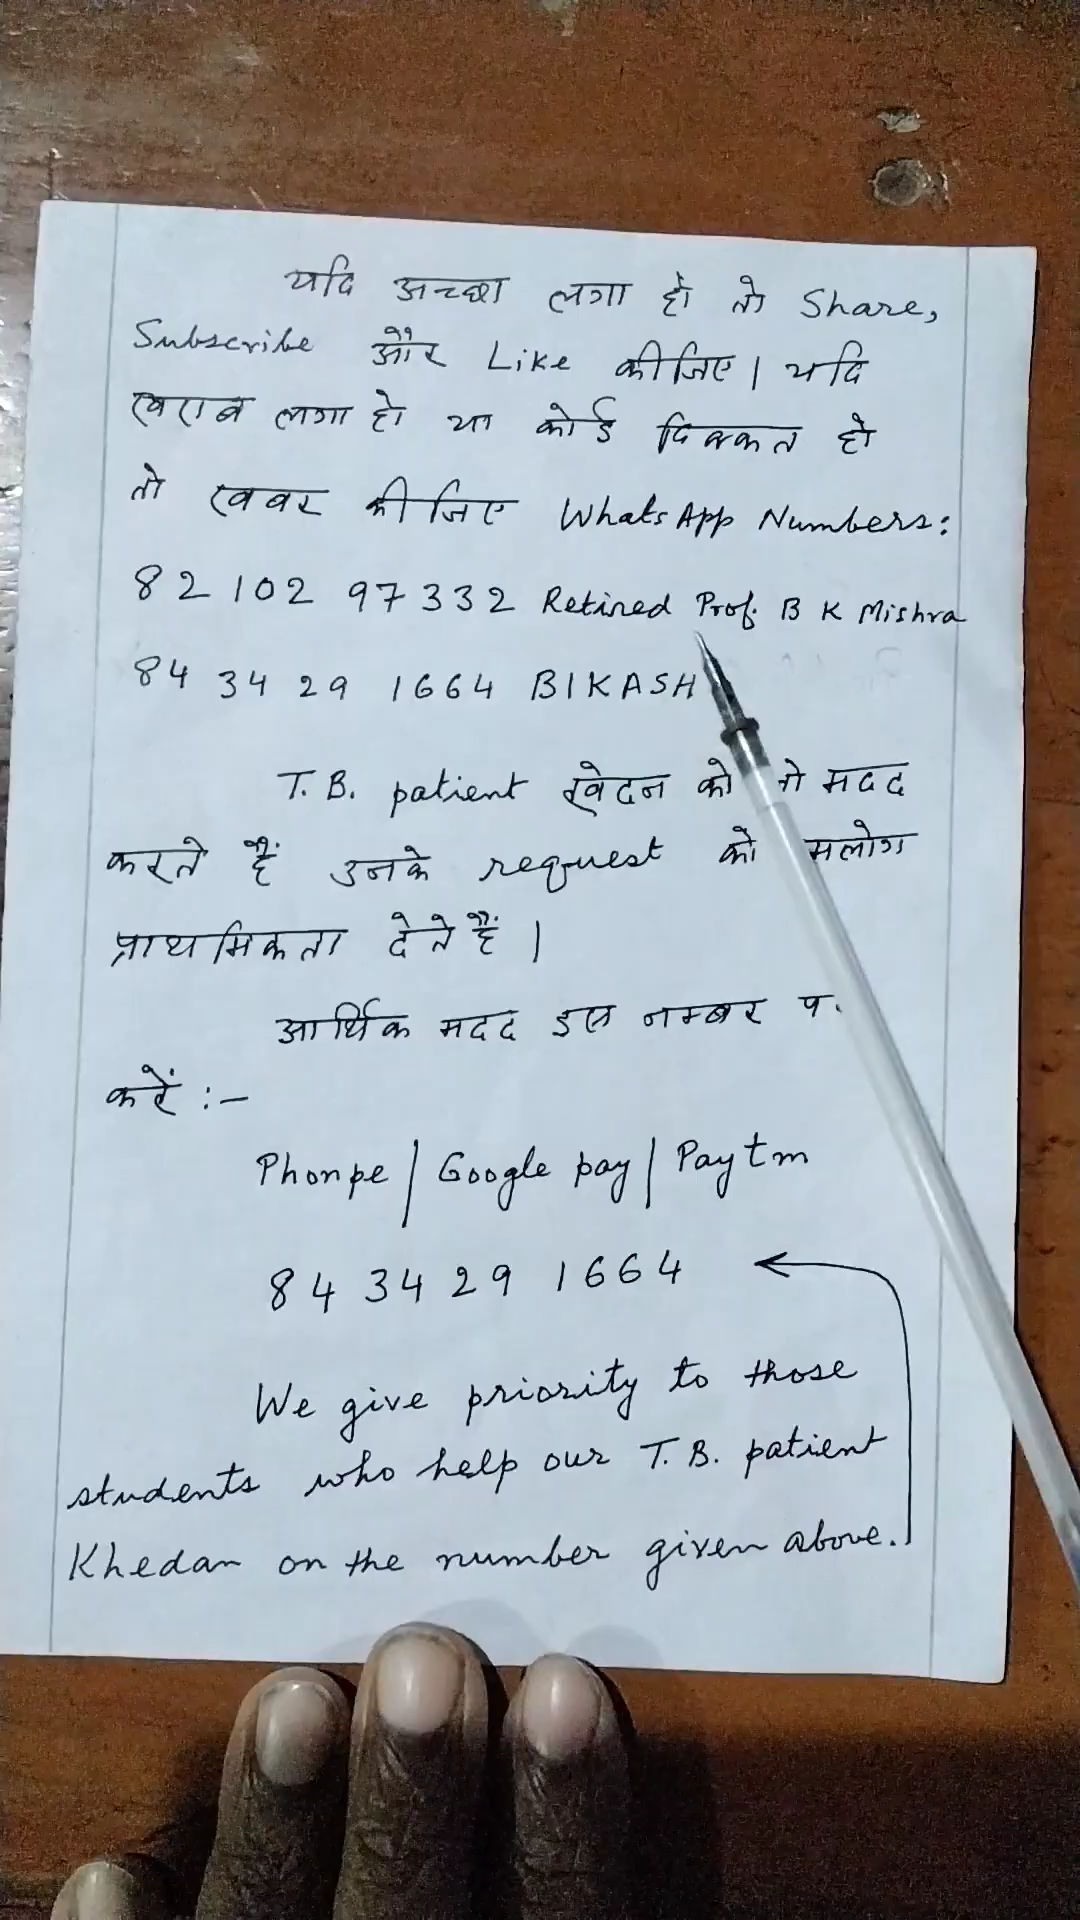 यदि अच्छा लगा हो तो Share,
Subscribe और Like कीजिए। यदि
खराब लगा हो या कोई दिक्कत हो
तो खबर कीजिए WhatsApp Numbers:
82102 97332 Retired Prof. B K Mishra
84 34 29 1664 BIKASH
T.B. patient खेदन को मदद
करते हैं उनके request को
प्राथमिकता देते हैं।
आर्थिक मदद इस नम्बर
करें :-
Phonpe / Google pay / Paytm
84 34 29 1664
We give priority to those
students who help our T.B. patient
Khedan on the number given above.